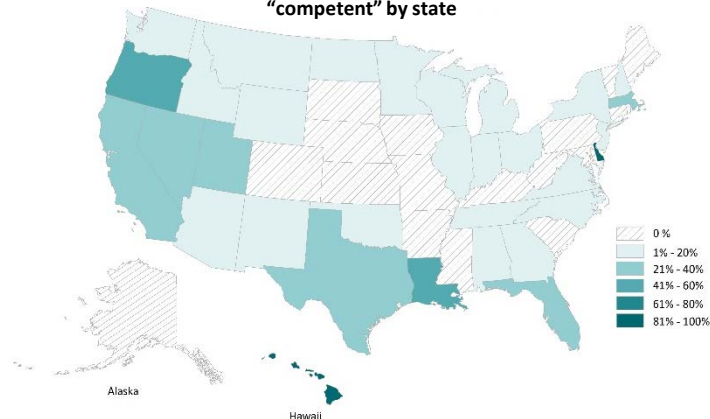 “competent” by state
0 %
1% - 20%
21% - 40%
41% - 60%
61% - 80%
81% - 100%
Alaska
Hawaii